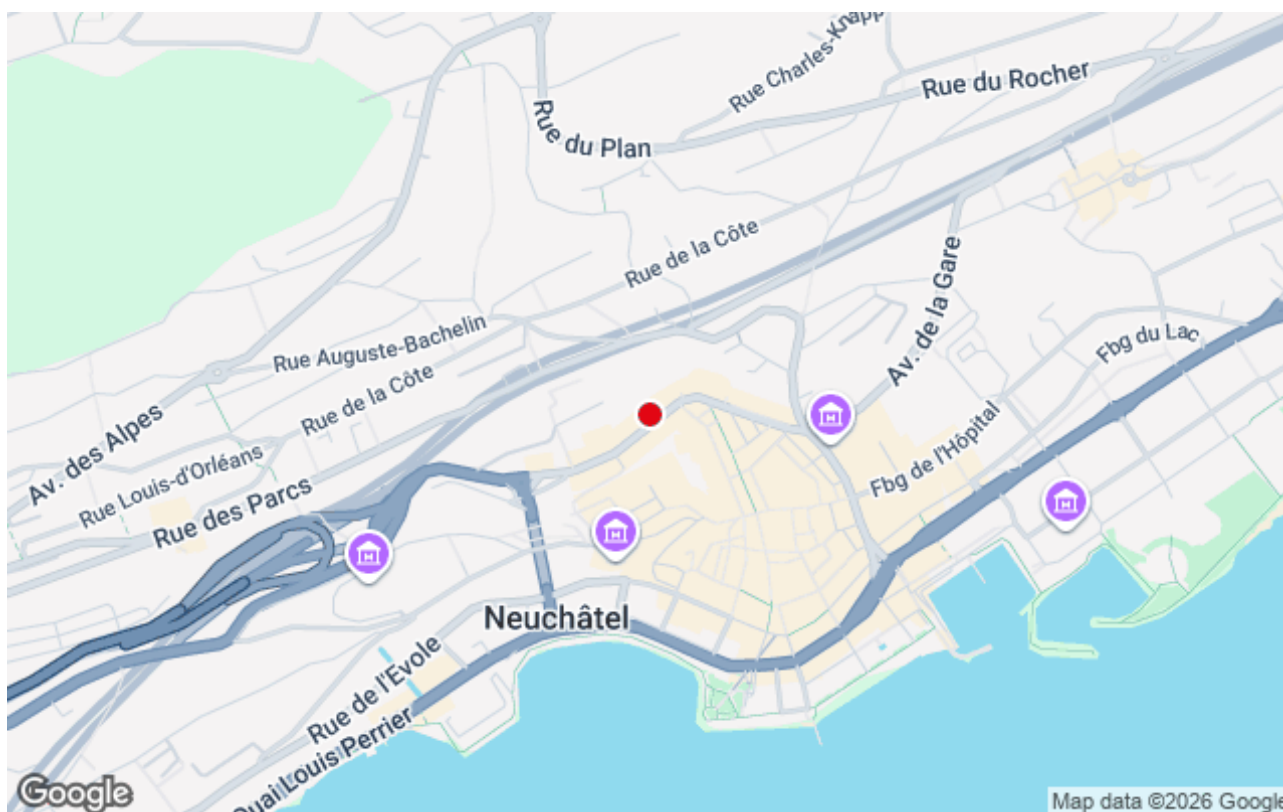 Rue Charles-Knapp
Rue du Rocher
Rue du Plan
Rue de la Côte
Av. de la Gare
Rue Auguste-Bachelin
Fbg du Lac
Rue de la Côte
Av. des Alpes
Rue Louis-d'Orléans
Fbg de l'Hôpital
Rue des Parcs
Neuchâtel
Rue de l'Evole
Quai Louis Perrier
Google
Map data ©2026 Google